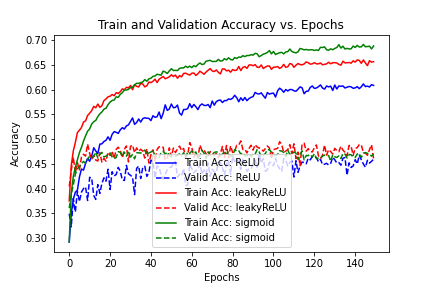 Train and Validation Accuracy vs. Epochs
0.70
0.65
0.60
0.55
0.50
0.45
0.40
0.35
0.30
Accuracy
Train Acc: ReLU
Valid Acc: ReLU
Train Acc: leakyReLU
Valid Acc: leakyReLU
Train Acc: sigmoid
Valid Acc: sigmoid
0 20 40 60 80 100 120 140
Epochs